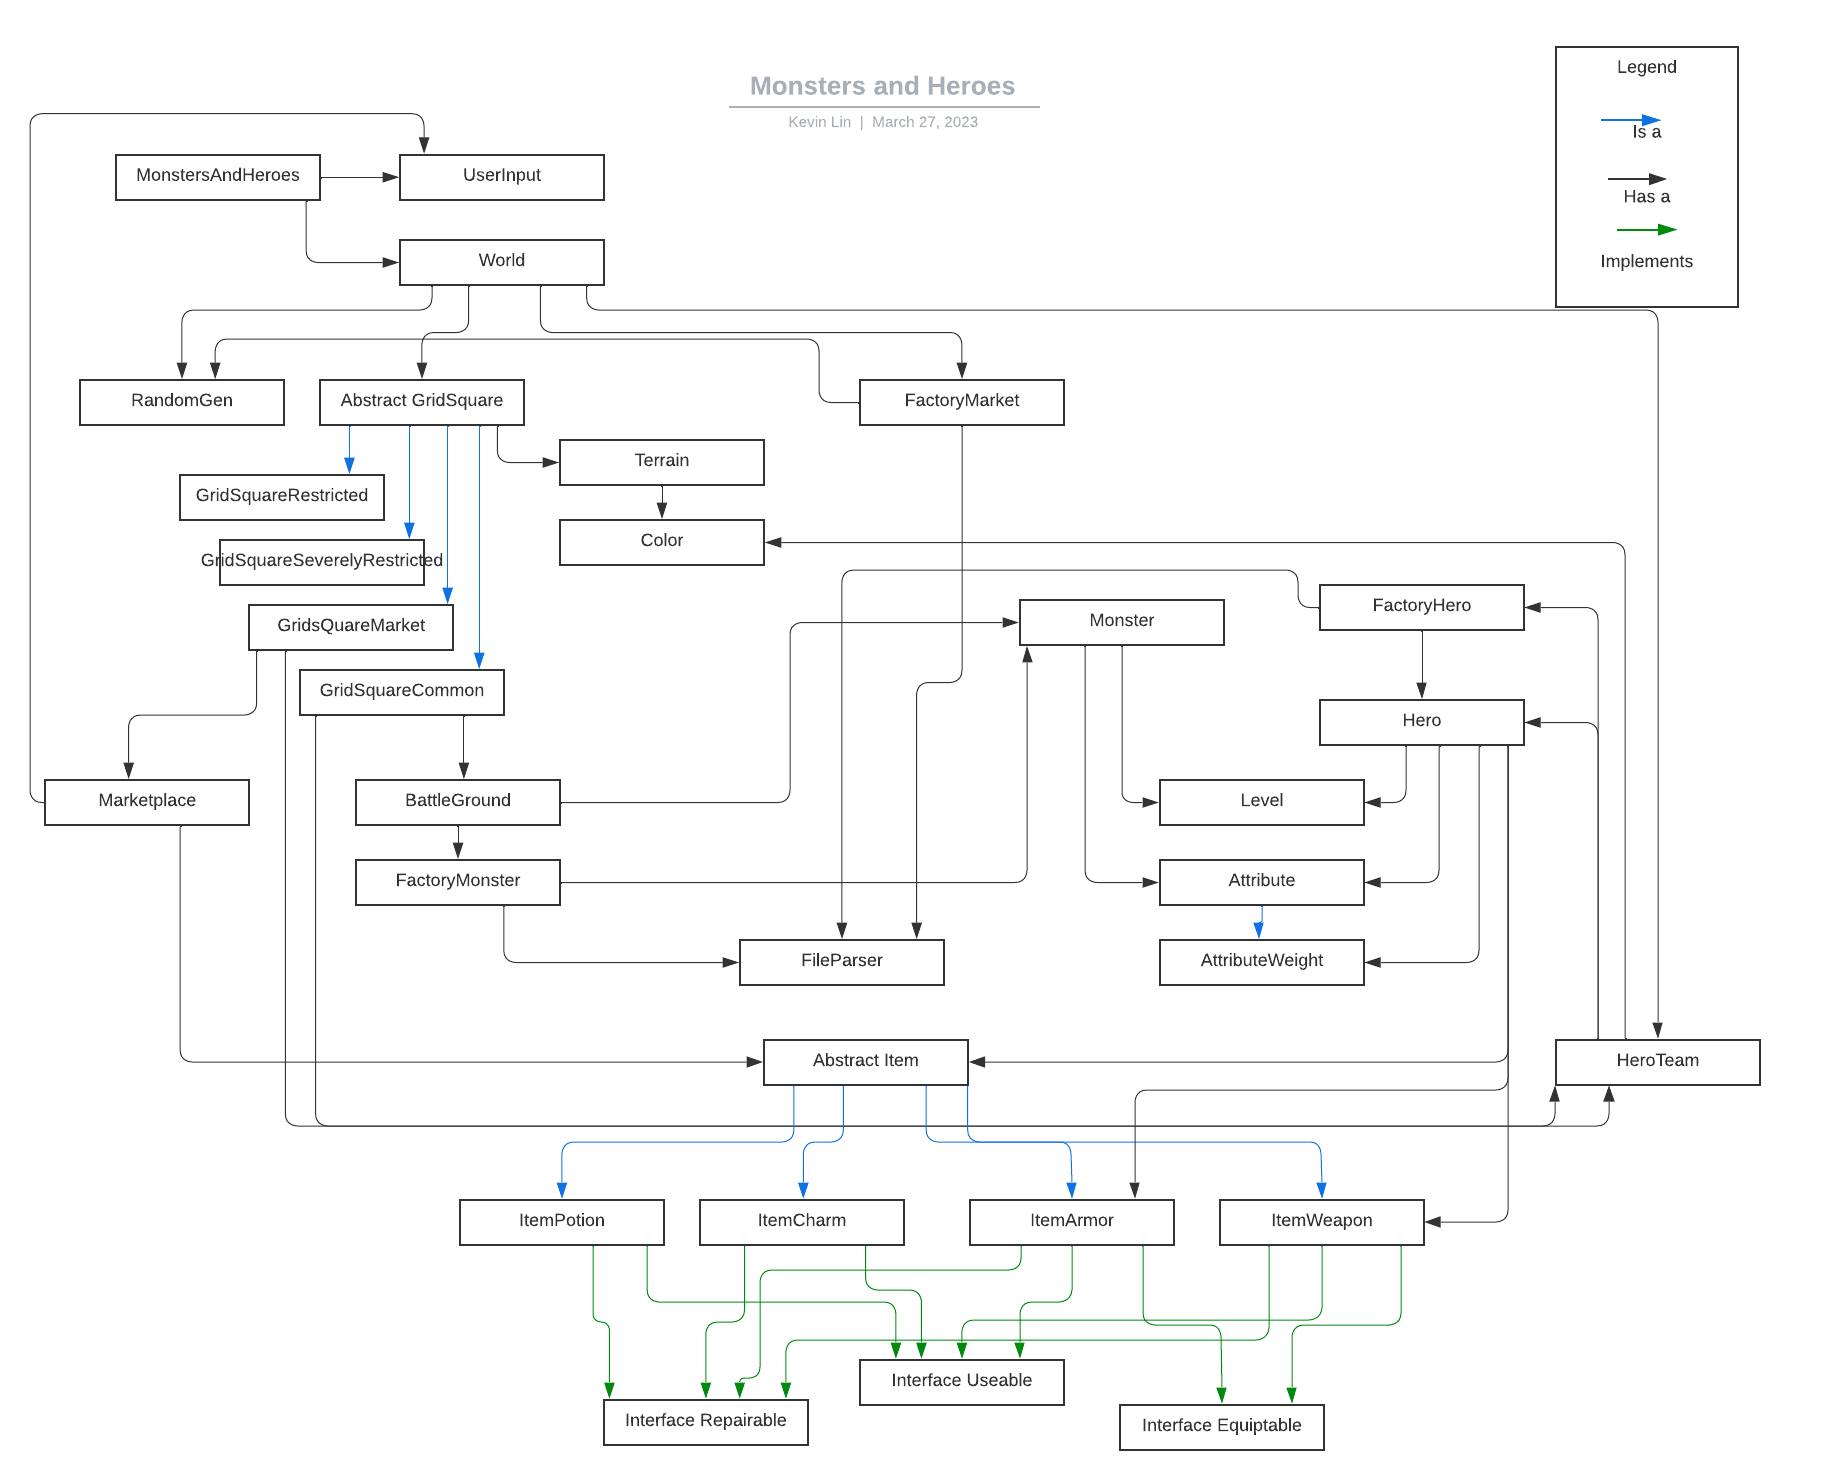 Monsters and Heroes
Kevin Lin | March 27, 2023
Legend
Is a
Has a
Implements
MonstersAndHeroes
UserInput
World
RandomGen
Abstract GridSquare
FactoryMarket
Terrain
GridSquareRestricted
Color
GridSquareSeverelyRestricted
GridsQuareMarket
Monster
FactoryHero
GridSquareCommon
Hero
Marketplace
BattleGround
Level
FactoryMonster
Attribute
FileParser
AttributeWeight
Abstract Item
HeroTeam
ItemPotion
ItemCharm
ItemArmor
ItemWeapon
Interface Useable
Interface Repairable
Interface Equiptable